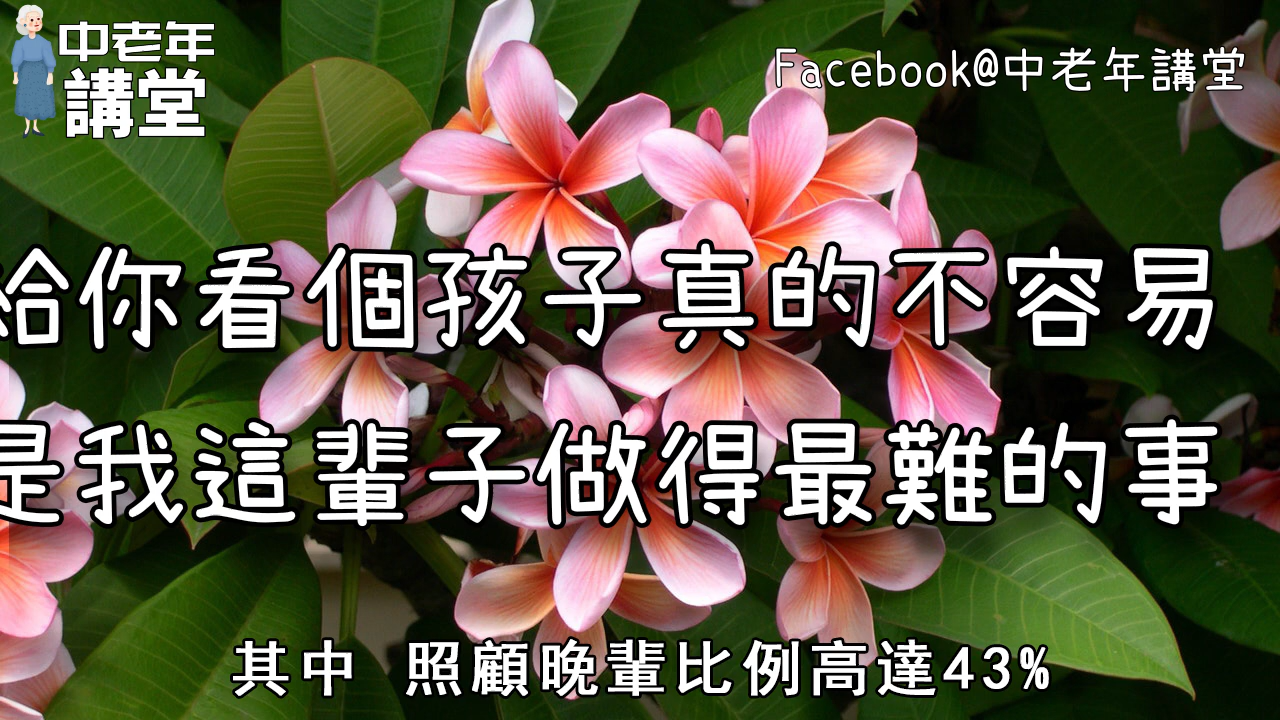 中老年
講堂
Facebook@中老年講堂
給你看個孩子真的不容易
是我這輩子做得最難的事
其中 照顧晚輩比例高達43%